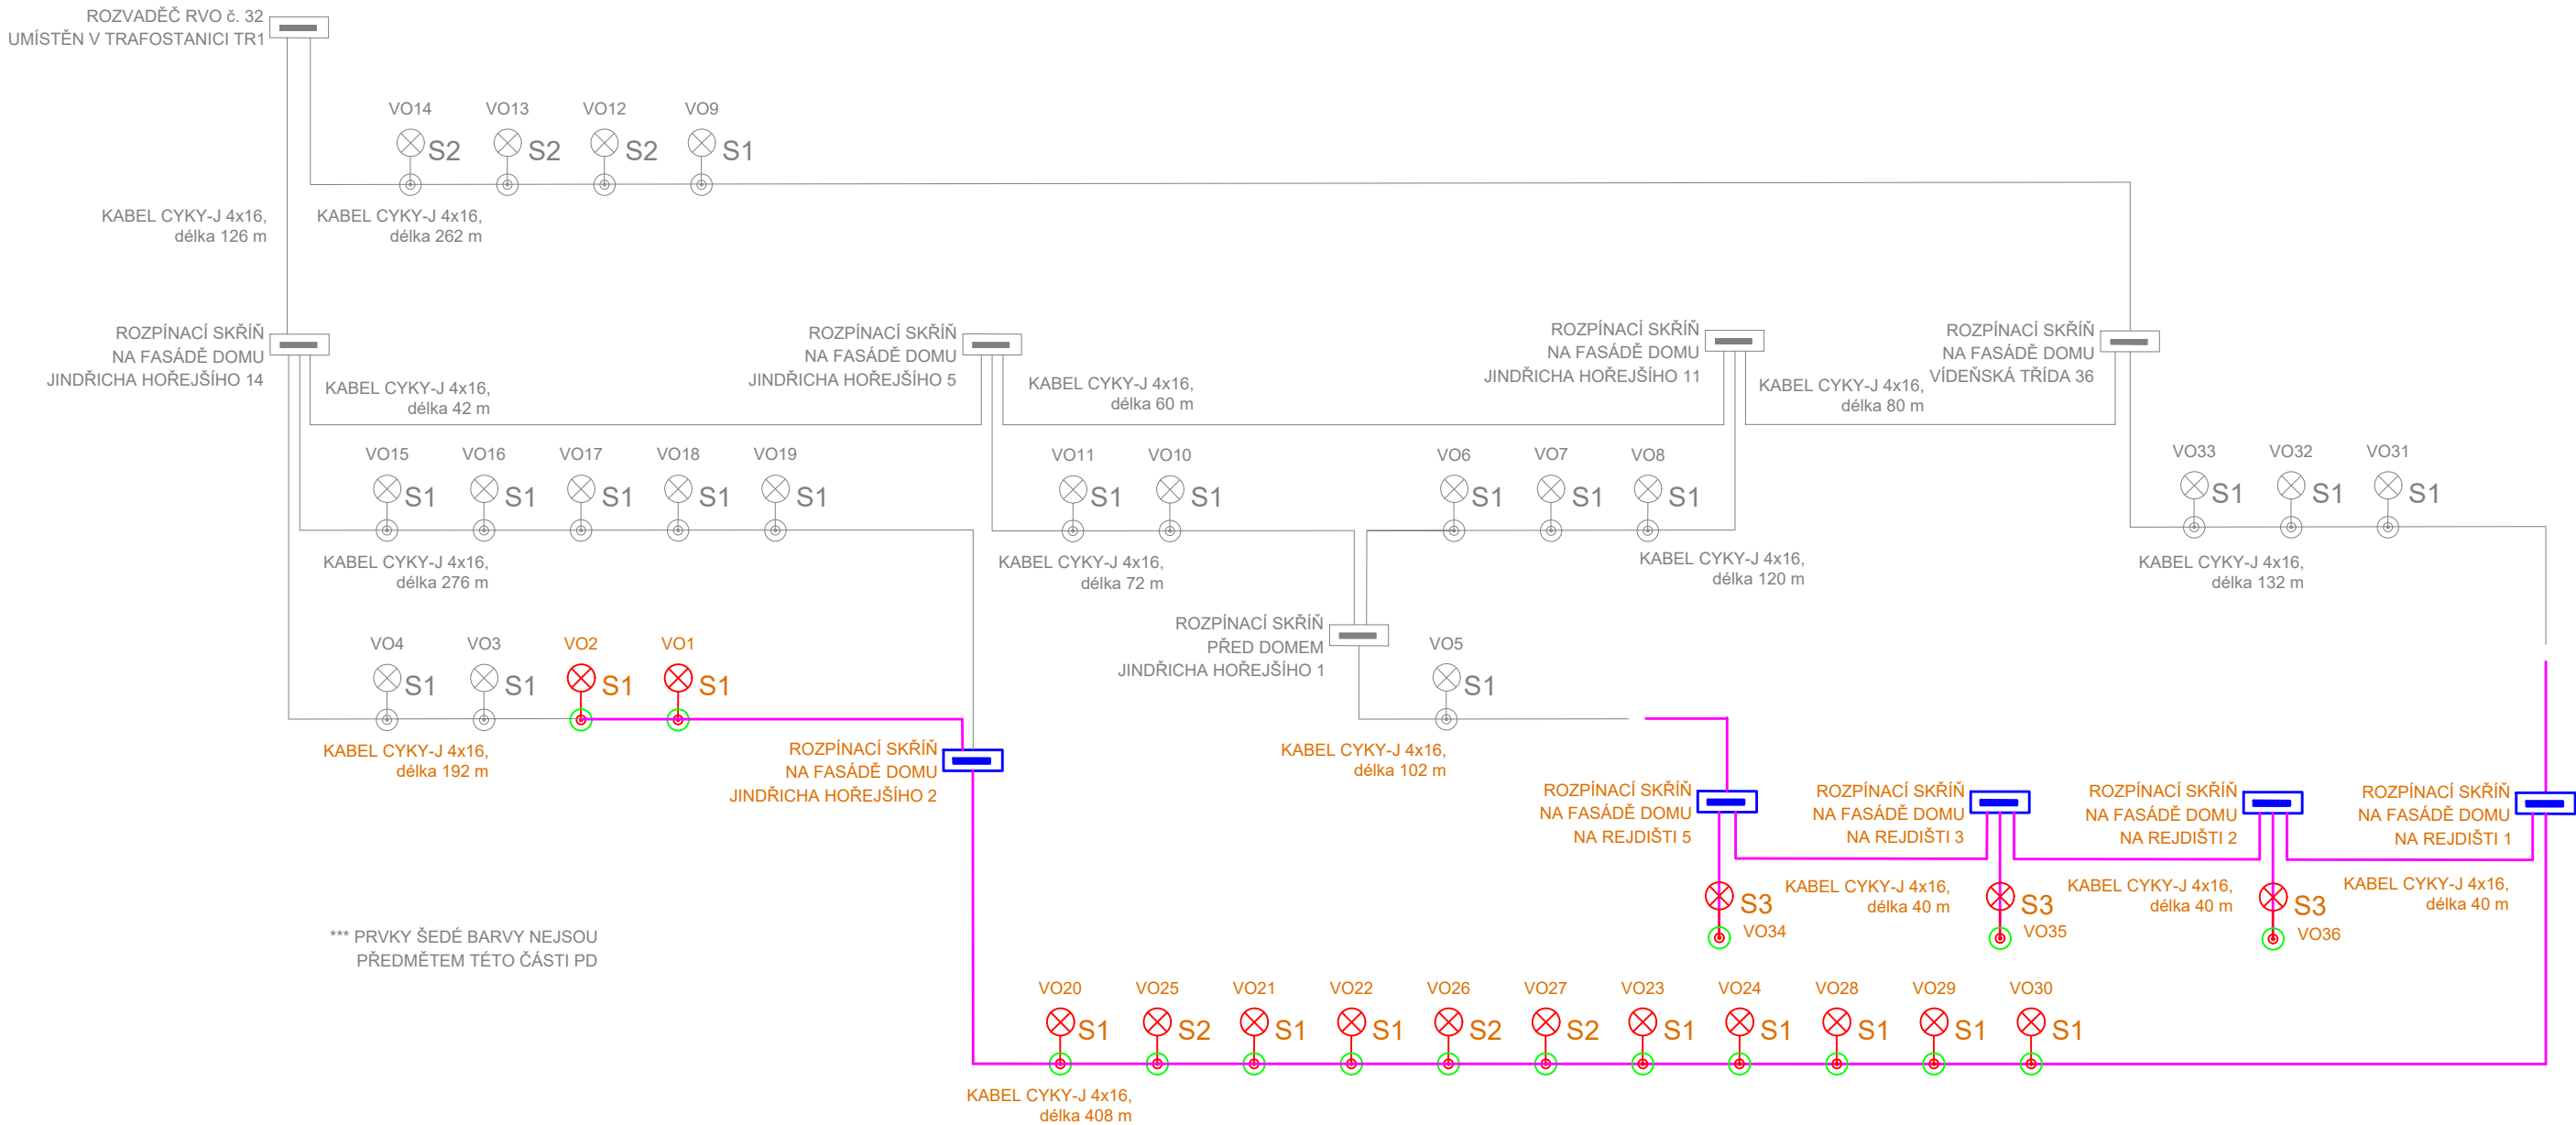 ROZVADĚČ RVO č. 32
UMÍSTĚN V TRAFOSTANICI TR1
VO14
VO13
VO12
VO9
S2
S2
S2
S1
KABEL CYKY-J 4x16,
délka 126 m
KABEL CYKY-J 4x16,
délka 262 m
ROZPÍNACÍ SKŘÍŇ
NA FASÁDĚ DOMU
JINDŘICHA HOŘEJŠÍHO 14
ROZPÍNACÍ SKŘÍŇ
NA FASÁDĚ DOMU
JINDŘICHA HOŘEJŠÍHO 5
ROZPÍNACÍ SKŘÍŇ
NA FASÁDĚ DOMU
JINDŘICHA HOŘEJŠÍHO 11
ROZPÍNACÍ SKŘÍŇ
NA FASÁDĚ DOMU
VÍDEŇSKÁ TŘÍDA 36
KABEL CYKY-J 4x16,
délka 42 m
KABEL CYKY-J 4x16,
délka 60 m
KABEL CYKY-J 4x16,
délka 80 m
VO15
VO16
VO17
VO18
VO19
VO11
VO10
VO6
VO7
VO8
VO33
VO32
VO31
S1
S1
S1
S1
S1
S1
S1
S1
S1
S1
S1
S1
S1
KABEL CYKY-J 4x16,
délka 276 m
KABEL CYKY-J 4x16,
délka 72 m
KABEL CYKY-J 4x16,
délka 120 m
KABEL CYKY-J 4x16,
délka 132 m
ROZPÍNACÍ SKŘÍŇ
PŘED DOMEM
JINDŘICHA HOŘEJŠÍHO 1
VO4
VO3
VO2
VO1
VO5
S1
S1
S1
S1
S1
KABEL CYKY-J 4x16,
délka 192 m
ROZPÍNACÍ SKŘÍŇ
NA FASÁDĚ DOMU
JINDŘICHA HOŘEJŠÍHO 2
KABEL CYKY-J 4x16,
délka 102 m
ROZPÍNACÍ SKŘÍŇ
NA FASÁDĚ DOMU
NA REJDIŠTI 5
ROZPÍNACÍ SKŘÍŇ
NA FASÁDĚ DOMU
NA REJDIŠTI 3
ROZPÍNACÍ SKŘÍŇ
NA FASÁDĚ DOMU
NA REJDIŠTI 2
ROZPÍNACÍ SKŘÍŇ
NA FASÁDĚ DOMU
NA REJDIŠTI 1
S3
VO34
KABEL CYKY-J 4x16,
délka 40 m
S3
VO35
KABEL CYKY-J 4x16,
délka 40 m
S3
VO36
KABEL CYKY-J 4x16,
délka 40 m
*** PRVKY ŠEDÉ BARVY NEJSOU
PŘEDMĚTEM TÉTO ČÁSTI PD
VO20
VO25
VO21
VO22
VO26
VO27
VO23
VO24
VO28
VO29
VO30
S1
S2
S1
S1
S2
S2
S1
S1
S1
S1
S1
KABEL CYKY-J 4x16,
délka 408 m